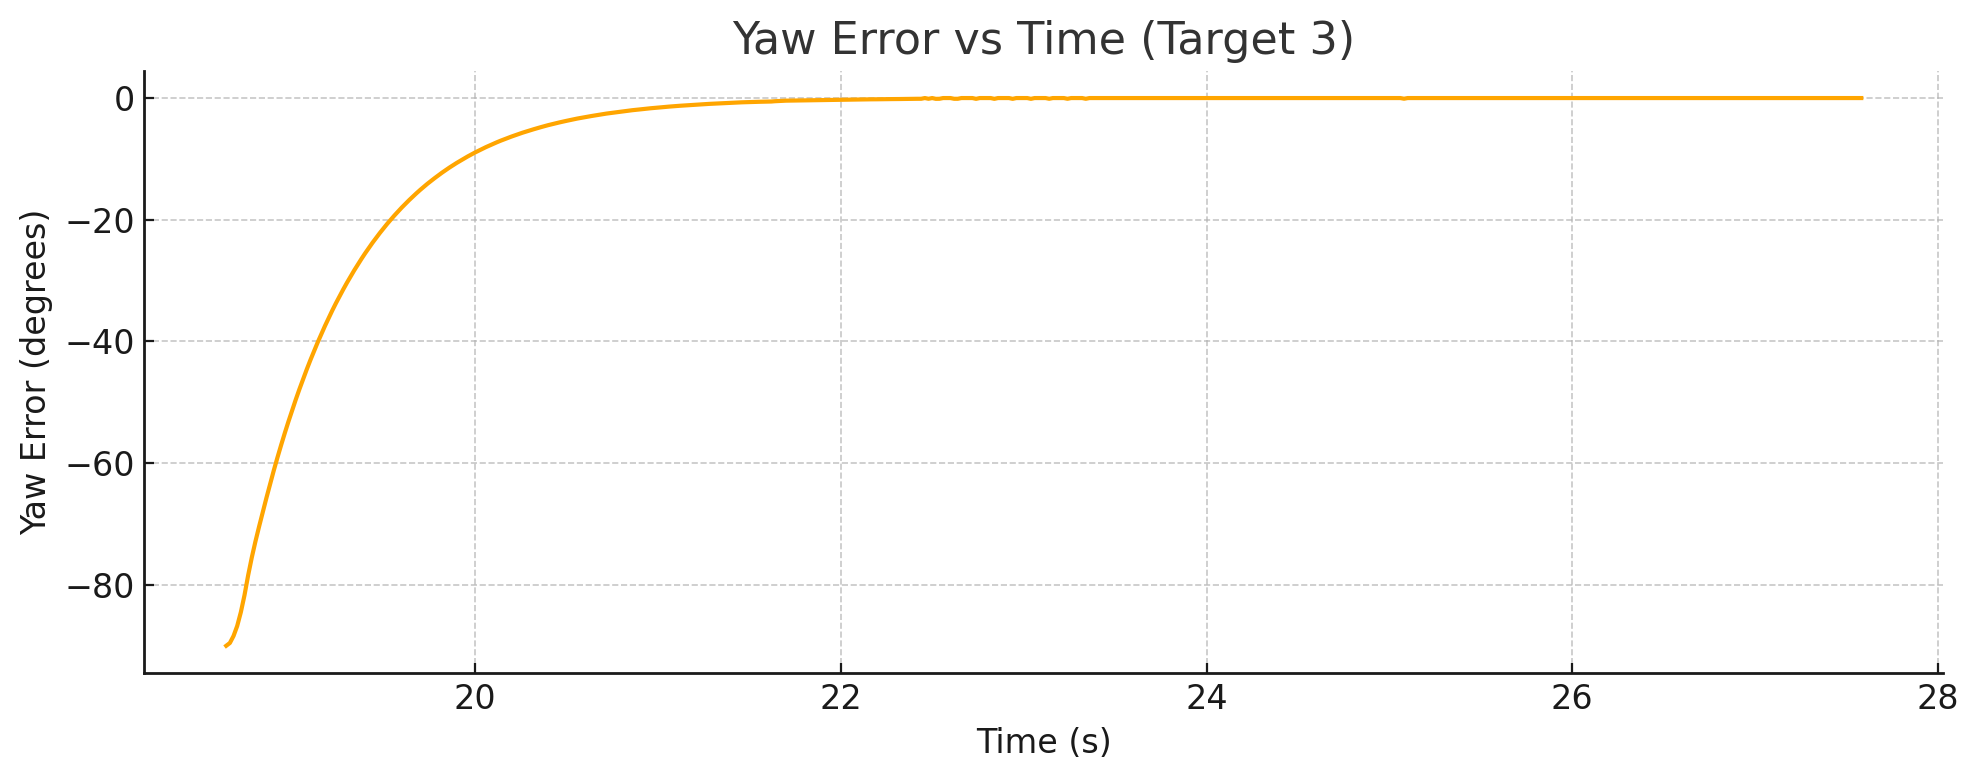 Yaw Error vs Time (Target 3)
Yaw Error (degrees)
0
−20
−40
−60
−80
20 22 24 26 28
Time (s)